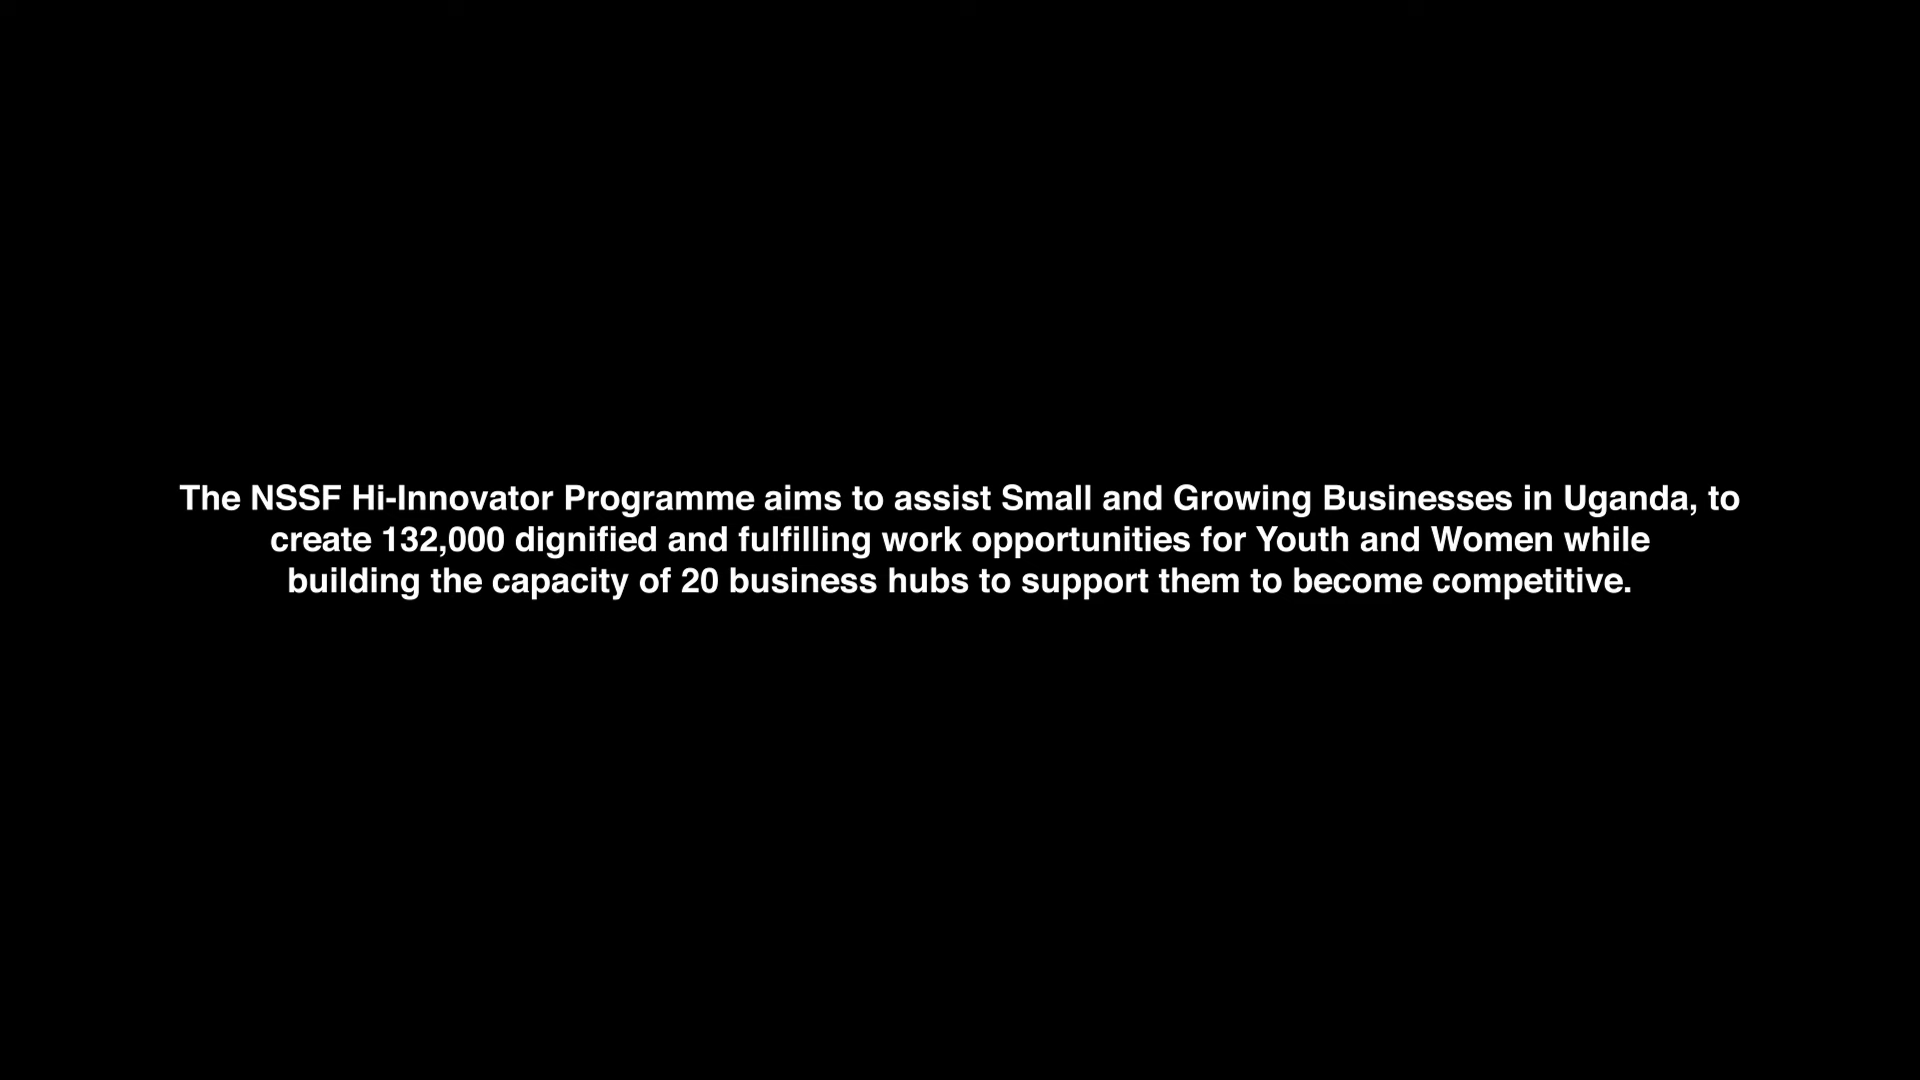 The NSSF Hi-Innovator Programme aims to assist Small and Growing Businesses in Uganda, to
create 132,000 dignified and fulfilling work opportunities for Youth and Women while
building the capacity of 20 business hubs to support them to become competitive.